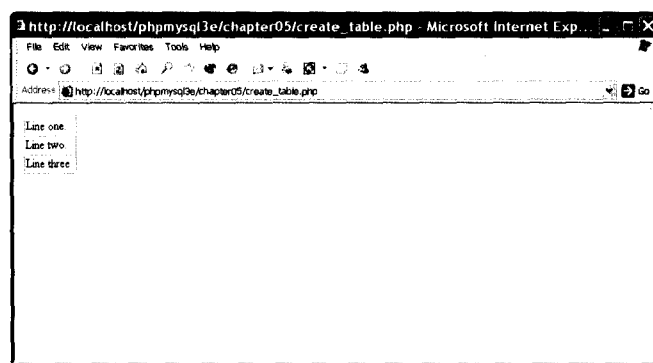 http://localhost/phpmysql3e/chapter05/create_table.php - Microsoft Internet Exp...
File Edit View Favorites Tools Help
Address http://localhost/phpmysql3e/chapter05/create_table.php Go
Line one.
Line two.
Line three